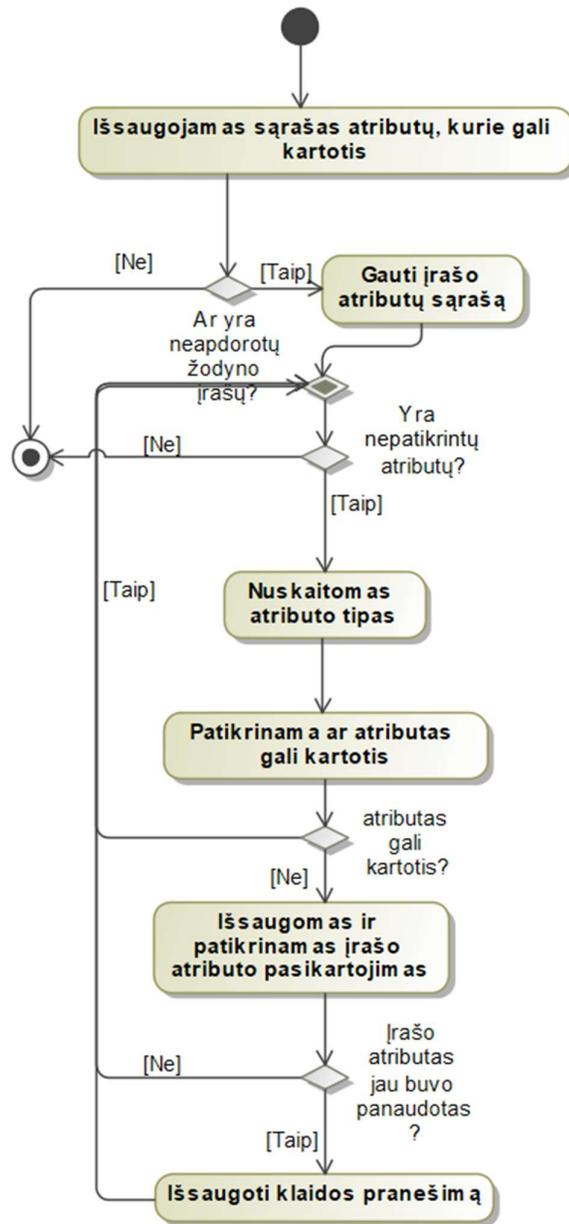 Išsaugojamas sąrašas atributų, kurie gali
kartotis
[Ne]
[Taip]
Gauti įrašo
atributų sąrašą
Ar yra
neapdorotų
žodyno
įrašų?
Yra
nepatikrintų
atributų?
[Ne]
[Taip]
Nuskaitomas
atributo tipas
[Taip]
Patikrinama ar atributas
gali kartotis
atributas
gali
kartotis?
[Ne]
Išsaugomas ir
patikrinamas įrašo
atributo pasikartojimas
Įrašo
atributas
jau buvo
panaudotas
?
[Ne]
[Taip]
Išsaugoti klaidos pranešimą